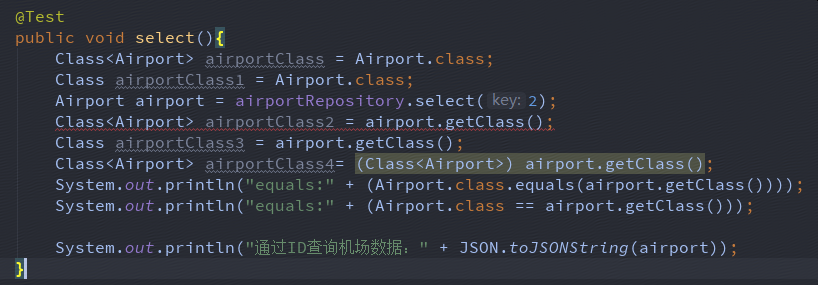 @Test
public void select(){
Class<Airport> airportClass = Airport.class;
Class airportClass1 = Airport.class;
Airport airport = airportRepository.select( key: 2);
Class<Airport> airportClass2 = airport.getClass();
Class airportClass3 = airport.getClass();
Class<Airport> airportClass4= (Class<Airport>) airport.getClass();
System.out.println("equals:" + (Airport.class.equals(airport.getClass())));
System.out.println("equals:" + (Airport.class == airport.getClass()));
System.out.println("通过ID查询机场数据：" + JSON.toJSONString(airport));
}